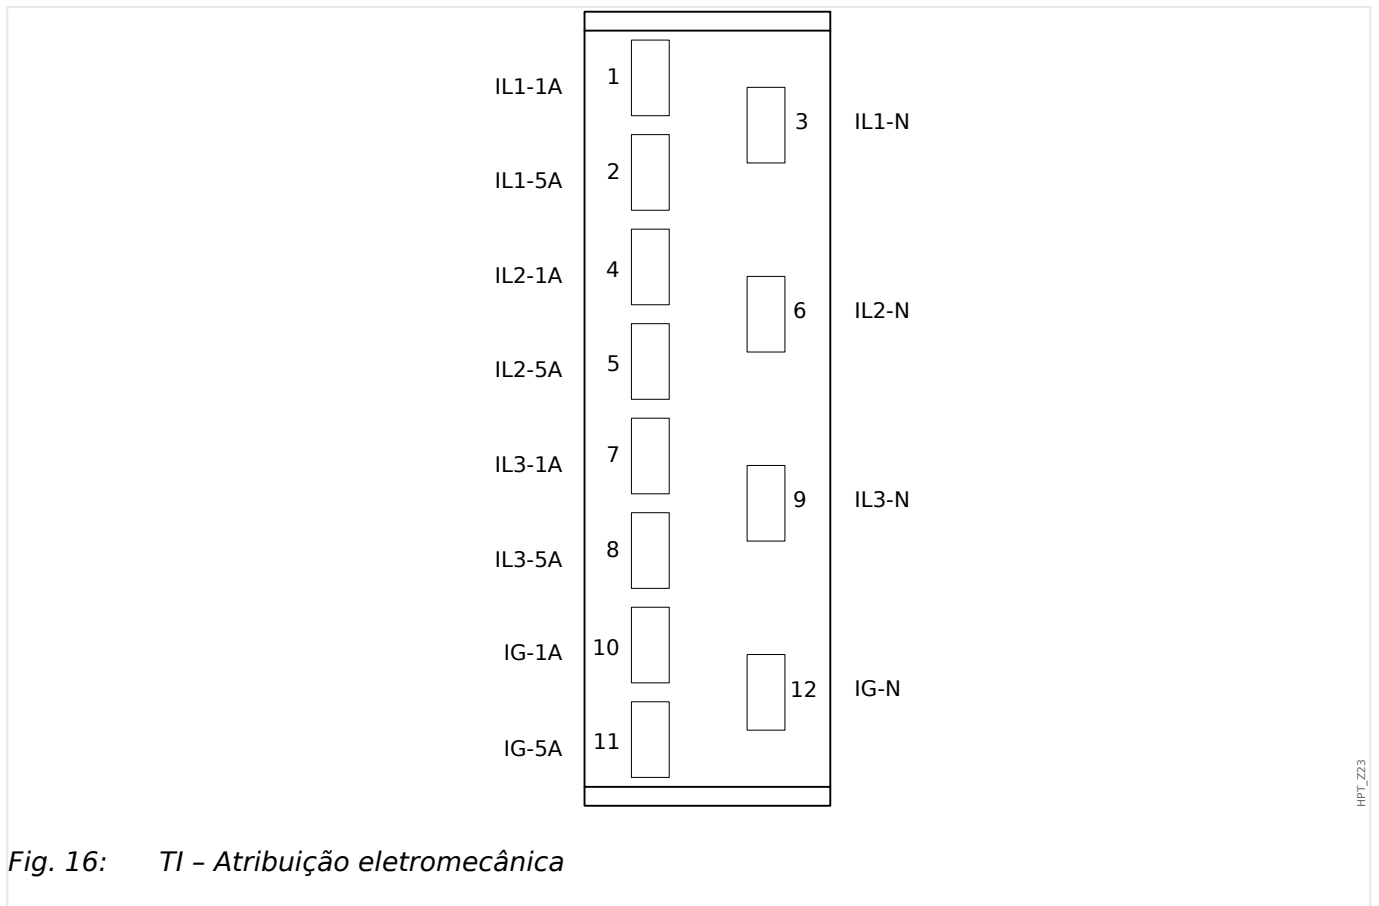 IL1-1A 1
3 IL1-N
IL1-5A 2
IL2-1A 4
6 IL2-N
IL2-5A 5
IL3-1A 7
9 IL3-N
IL3-5A 8
IG-1A 10
12 IG-N
IG-5A 11
HPT_Z23
Fig. 16: TI – Atribuição eletromecânica